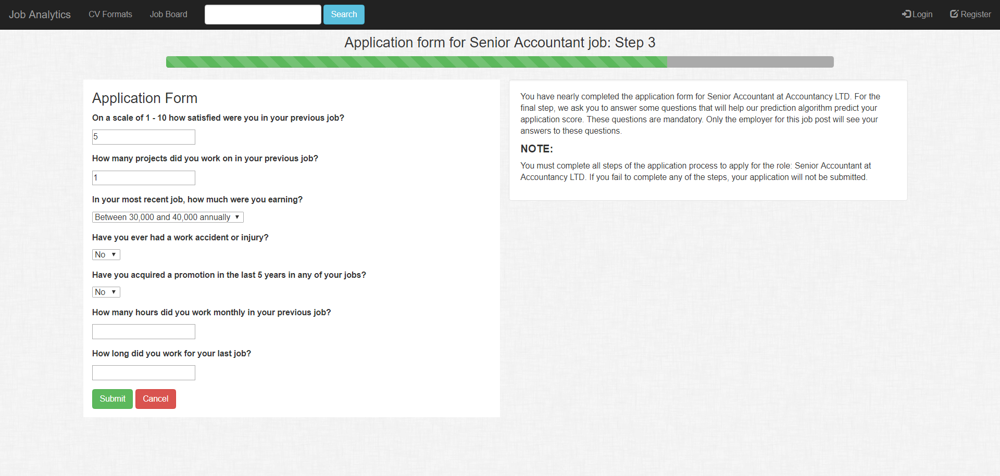 Job Analytics CV Formats Job Board Search Login Register
Application form for Senior Accountant job: Step 3
Application Form
On a scale of 1 - 10 how satisfied were you in your previous job?
5
How many projects did you work on in your previous job?
1
In your most recent job, how much were you earning?
Between 30,000 and 40,000 annually
Have you ever had a work accident or injury?
No
Have you acquired a promotion in the last 5 years in any of your jobs?
No
How many hours did you work monthly in your previous job?
How long did you work for your last job?
Submit Cancel
You have nearly completed the application form for Senior Accountant at Accountancy LTD. For the
final step, we ask you to answer some questions that will help our prediction algorithm predict your
application score. These questions are mandatory. Only the employer for this job post will see your
answers to these questions.
NOTE:
You must complete all steps of the application process to apply for the role: Senior Accountant at
Accountancy LTD. If you fail to complete any of the steps, your application will not be submitted.